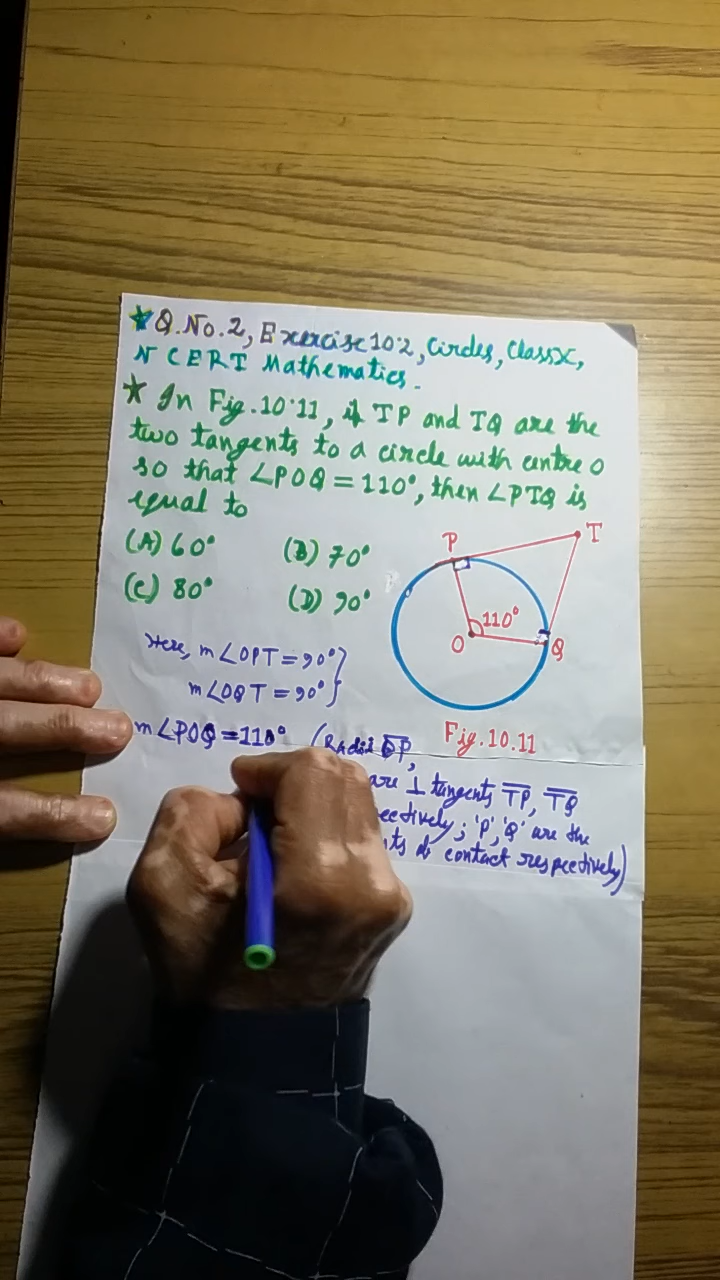 ★ Q.No.2, Exercise 10.2, Circles, Class X,
NCERT Mathematics.
★ In Fig.10.11, if TP and TQ are the
two tangents to a circle with centre O
so that ∠POQ = 110°, then ∠PTQ is
equal to
(A) 60° (B) 70°
(C) 80° (D) 90°
P
T
110°
O
Q
Fig.10.11
Here, m∠OPT = 90°}
m∠OQT = 90°}
m∠POQ = 110° (Radii OP,
are ⊥ tangents TP, TQ
ectively; 'P', 'Q' are the
ts of contact respectively)